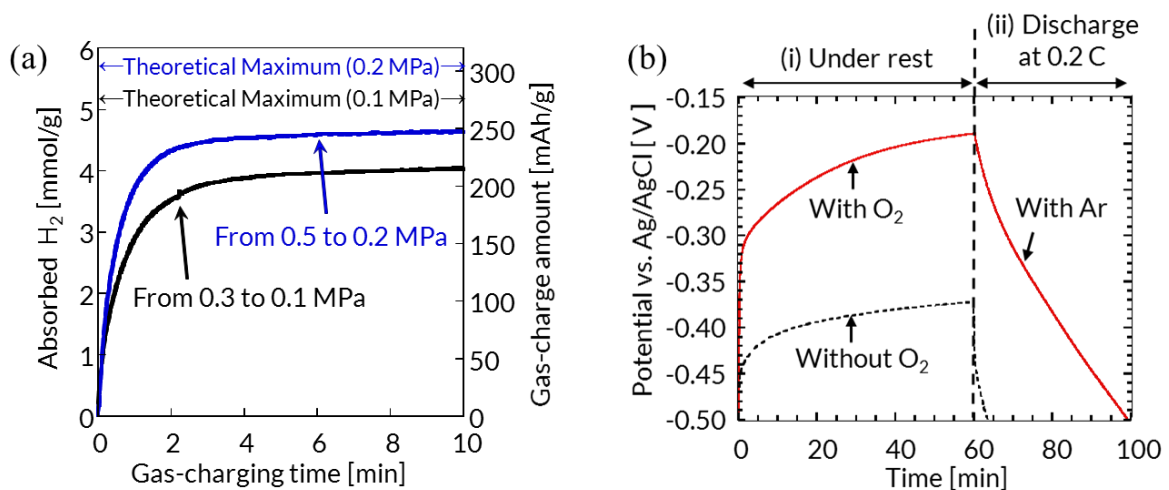 (a)
6
5
4
3
2
1
0
Absorbed H₂ [mmol/g]
←Theoretical Maximum (0.2 MPa)→
←Theoretical Maximum (0.1 MPa)→
From 0.5 to 0.2 MPa
From 0.3 to 0.1 MPa
300
250
200
150
100
50
0
Gas-charge amount [mAh/g]
0 2 4 6 8 10
Gas-charging time [min]
(b)
(i) Under rest
(ii) Discharge
at 0.2 C
-0.15
-0.20
-0.25
-0.30
-0.35
-0.40
-0.45
-0.50
Potential vs. Ag/AgCl [V]
With O₂
With Ar
Without O₂
0 20 40 60 80 100
Time [min]